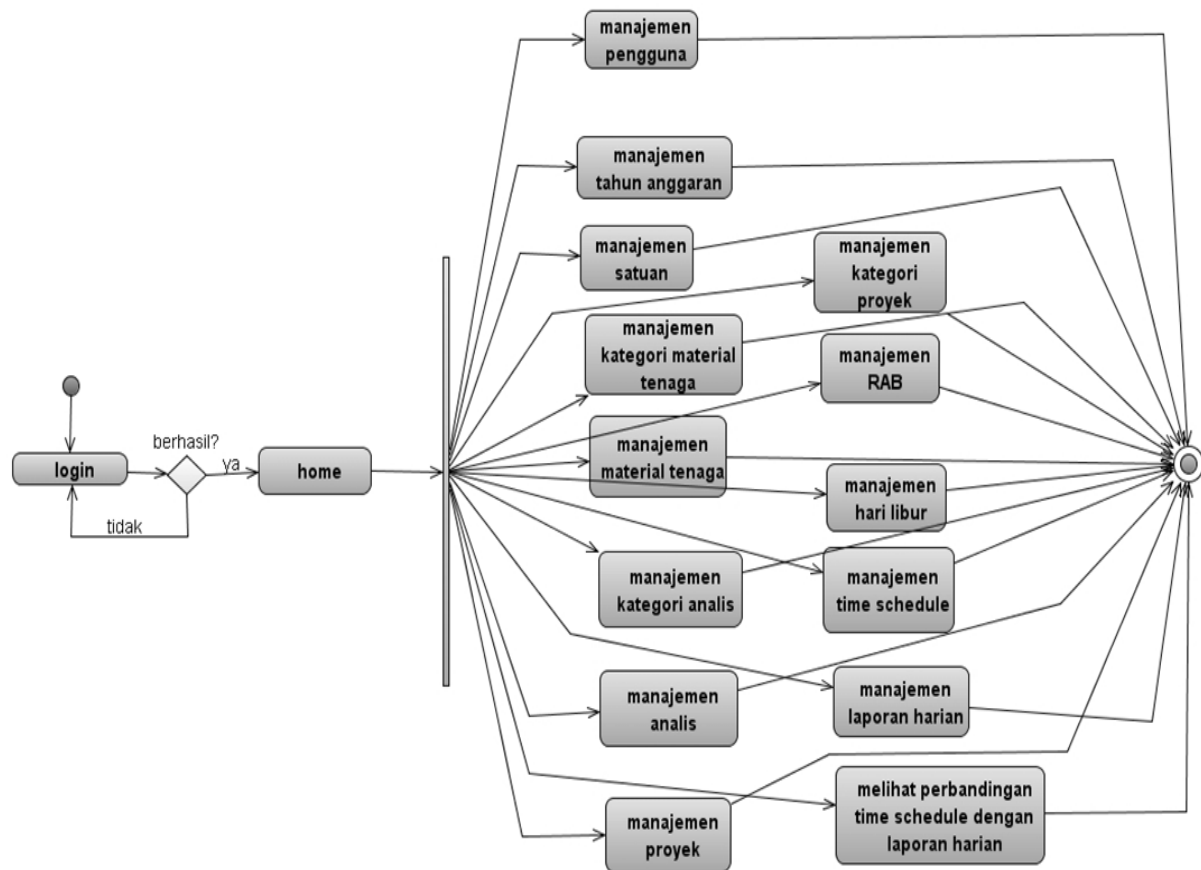 manajemen
pengguna
manajemen
tahun anggaran
manajemen
satuan
manajemen
kategori
proyek
manajemen
kategori material
tenaga
manajemen
RAB
berhasil?
login
ya
home
tidak
manajemen
material tenaga
manajemen
hari libur
manajemen
kategori analis
manajemen
time schedule
manajemen
analis
manajemen
laporan harian
manajemen
proyek
melihat perbandingan
time schedule dengan
laporan harian